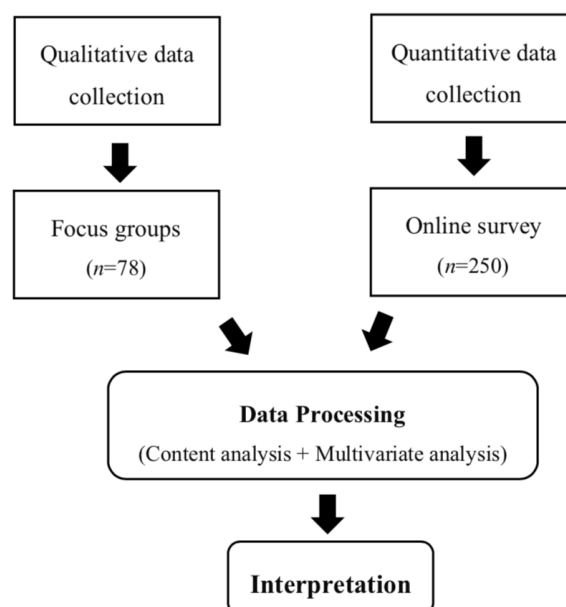 Qualitative data
collection
Quantitative data
collection
Focus groups
(n=78)
Online survey
(n=250)
Data Processing
(Content analysis + Multivariate analysis)
Interpretation